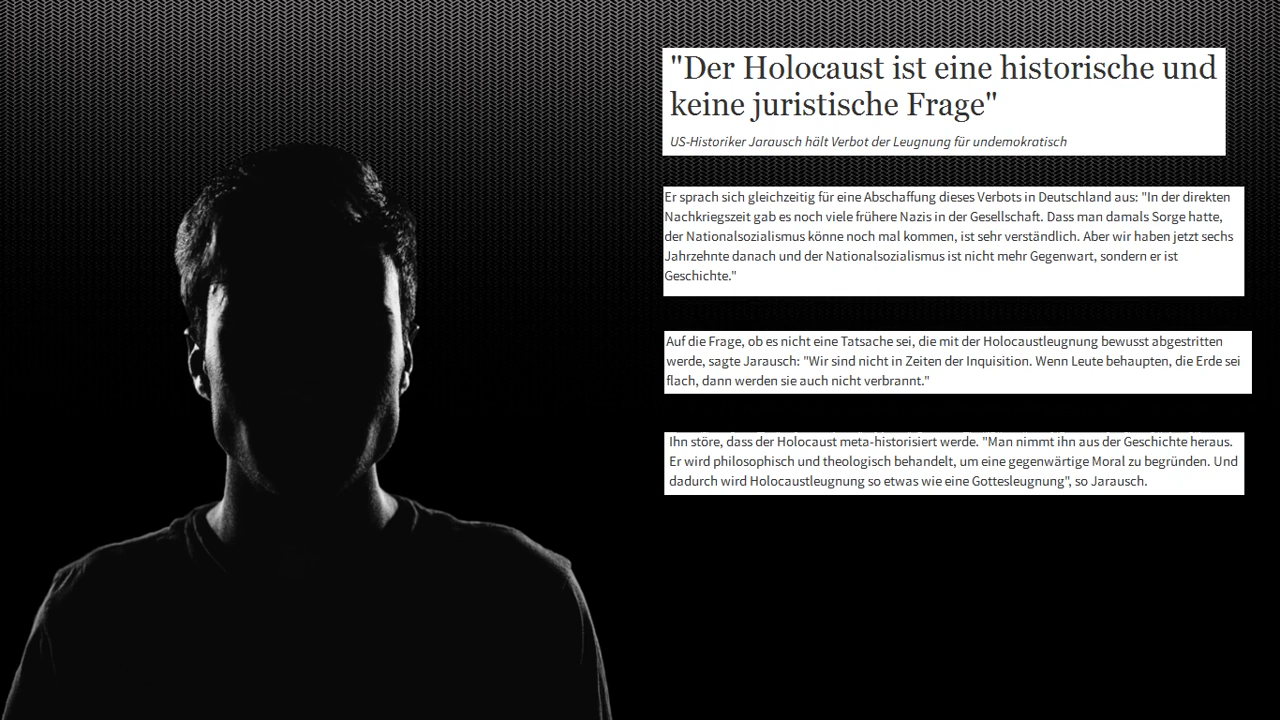 "Der Holocaust ist eine historische und
keine juristische Frage"
US-Historiker Jarausch hält Verbot der Leugnung für undemokratisch
Er sprach sich gleichzeitig für eine Abschaffung dieses Verbots in Deutschland aus: "In der direkten
Nachkriegszeit gab es noch viele frühere Nazis in der Gesellschaft. Dass man damals Sorge hatte,
der Nationalsozialismus könne noch mal kommen, ist sehr verständlich. Aber wir haben jetzt sechs
Jahrzehnte danach und der Nationalsozialismus ist nicht mehr Gegenwart, sondern er ist
Geschichte."
Auf die Frage, ob es nicht eine Tatsache sei, die mit der Holocaustleugnung bewusst abgestritten
werde, sagte Jarausch: "Wir sind nicht in Zeiten der Inquisition. Wenn Leute behaupten, die Erde sei
flach, dann werden sie auch nicht verbrannt."
Ihn störe, dass der Holocaust meta-historisiert werde. "Man nimmt ihn aus der Geschichte heraus.
Er wird philosophisch und theologisch behandelt, um eine gegenwärtige Moral zu begründen. Und
dadurch wird Holocaustleugnung so etwas wie eine Gottesleugnung", so Jarausch.